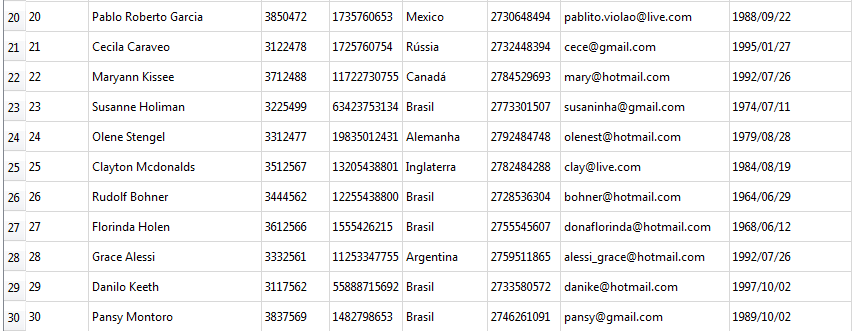 20 20 Pablo Roberto Garcia 3850472 1735760653 Mexico 2730648494 pablito.violao@live.com 1988/09/22
21 21 Cecila Caraveo 3122478 1725760754 Rússia 2732448394 cece@gmail.com 1995/01/27
22 22 Maryann Kissee 3712488 11722730755 Canadá 2784529693 mary@hotmail.com 1992/07/26
23 23 Susanne Holiman 3225499 63423753134 Brasil 2773301507 susaninha@gmail.com 1974/07/11
24 24 Olene Stengel 3312477 19835012431 Alemanha 2792484748 olenest@hotmail.com 1979/08/28
25 25 Clayton Mcdonalds 3512567 13205438801 Inglaterra 2782484288 clay@live.com 1984/08/19
26 26 Rudolf Bohner 3444562 12255438800 Brasil 2728536304 bohner@hotmail.com 1964/06/29
27 27 Florinda Holen 3612566 1555426215 Brasil 2755545607 donaflorinda@hotmail.com 1968/06/12
28 28 Grace Alessi 3332561 11253347755 Argentina 2759511865 alessi_grace@hotmail.com 1992/07/26
29 29 Danilo Keeth 3117562 55888715692 Brasil 2733580572 danike@hotmail.com 1997/10/02
30 30 Pansy Montoro 3837569 1482798653 Brasil 2746261091 pansy@gmail.com 1989/10/02